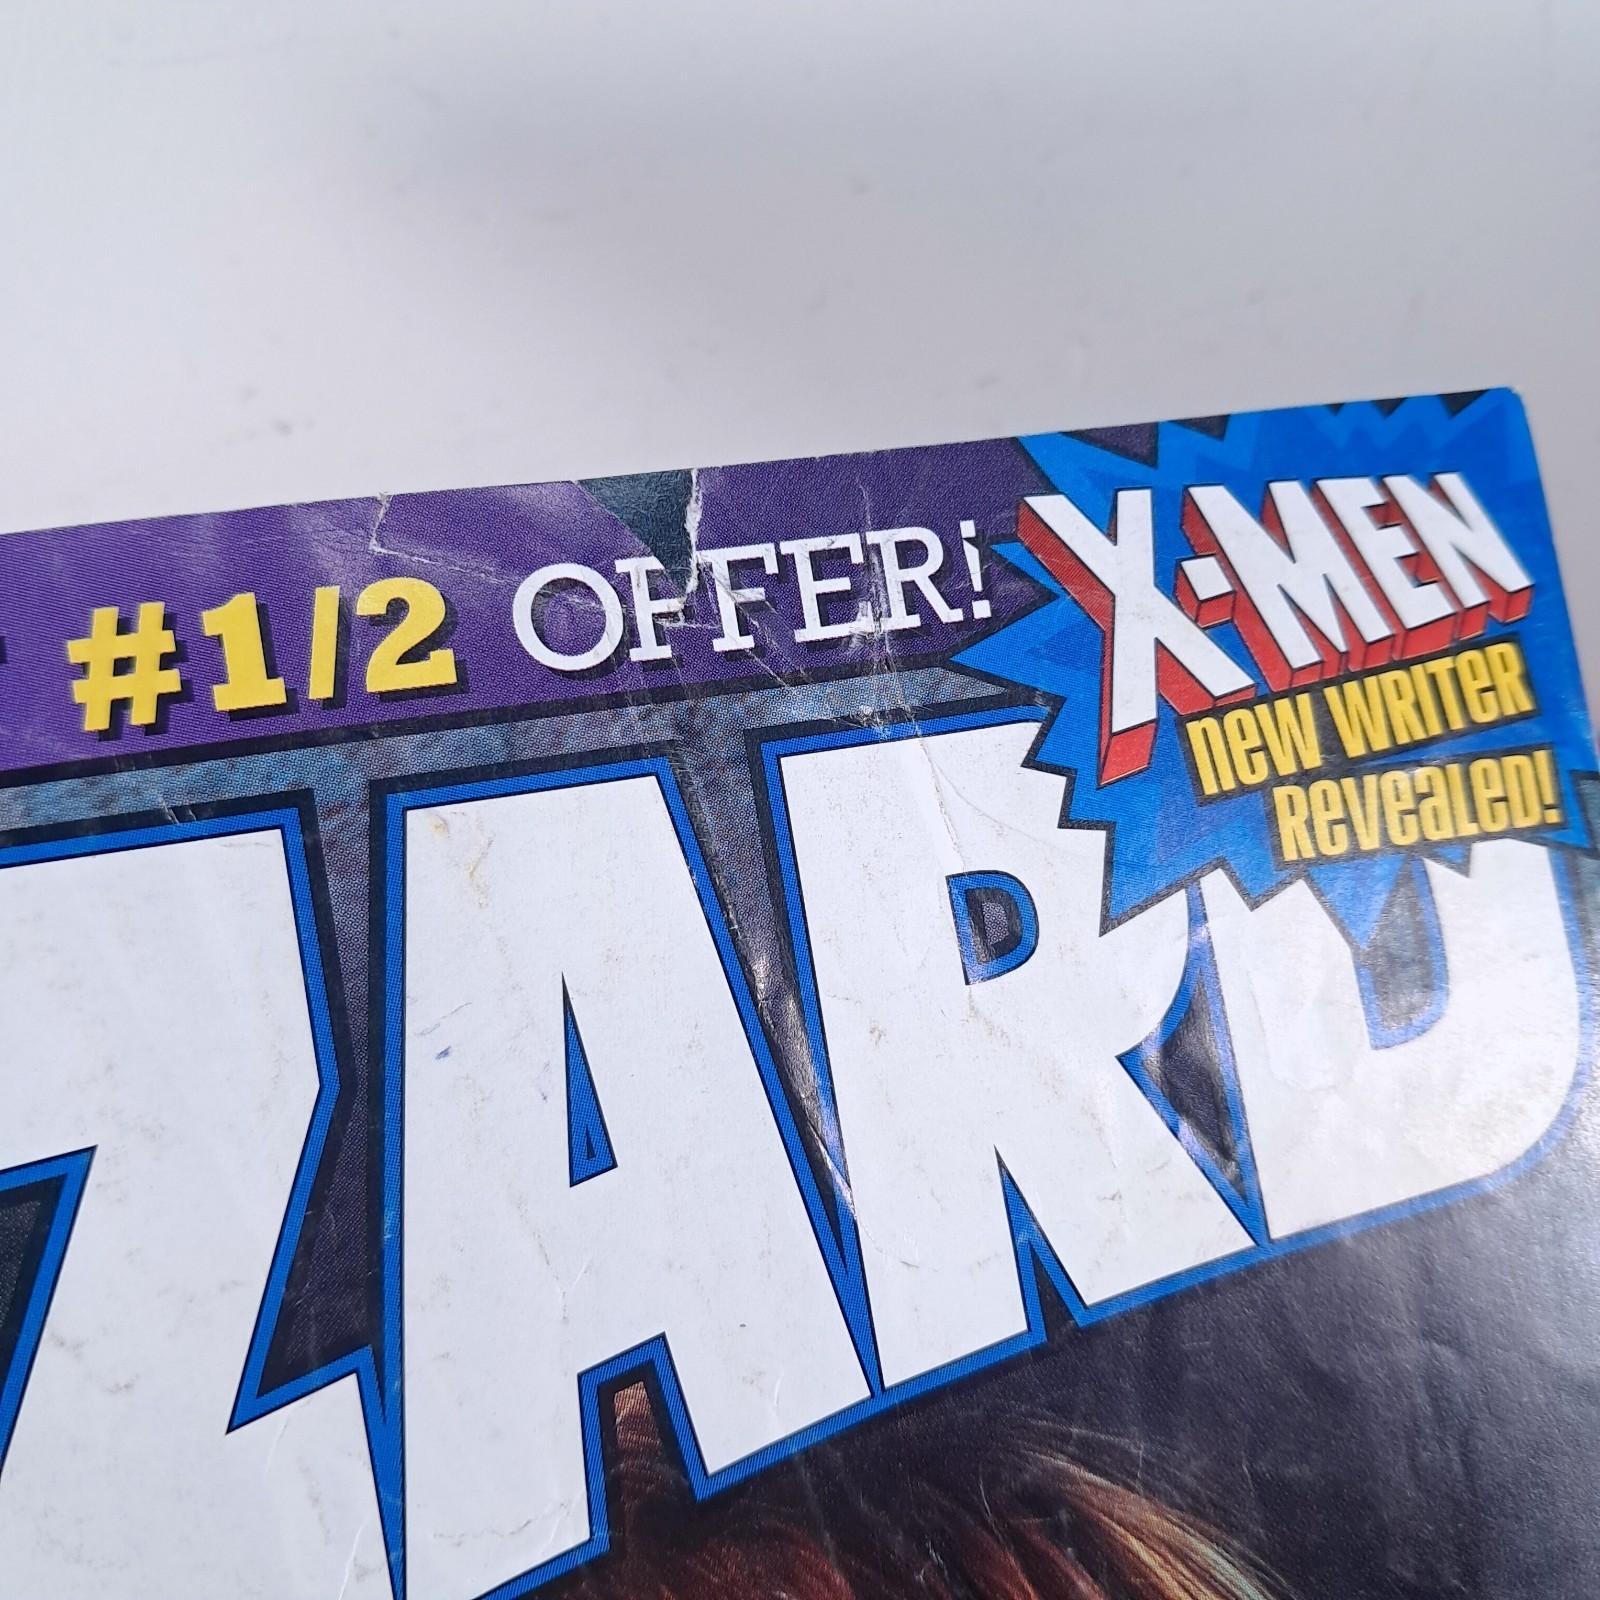 #1/2 OFFER!
X-MEN
NEW WRITER
REVEALED!
ZARD